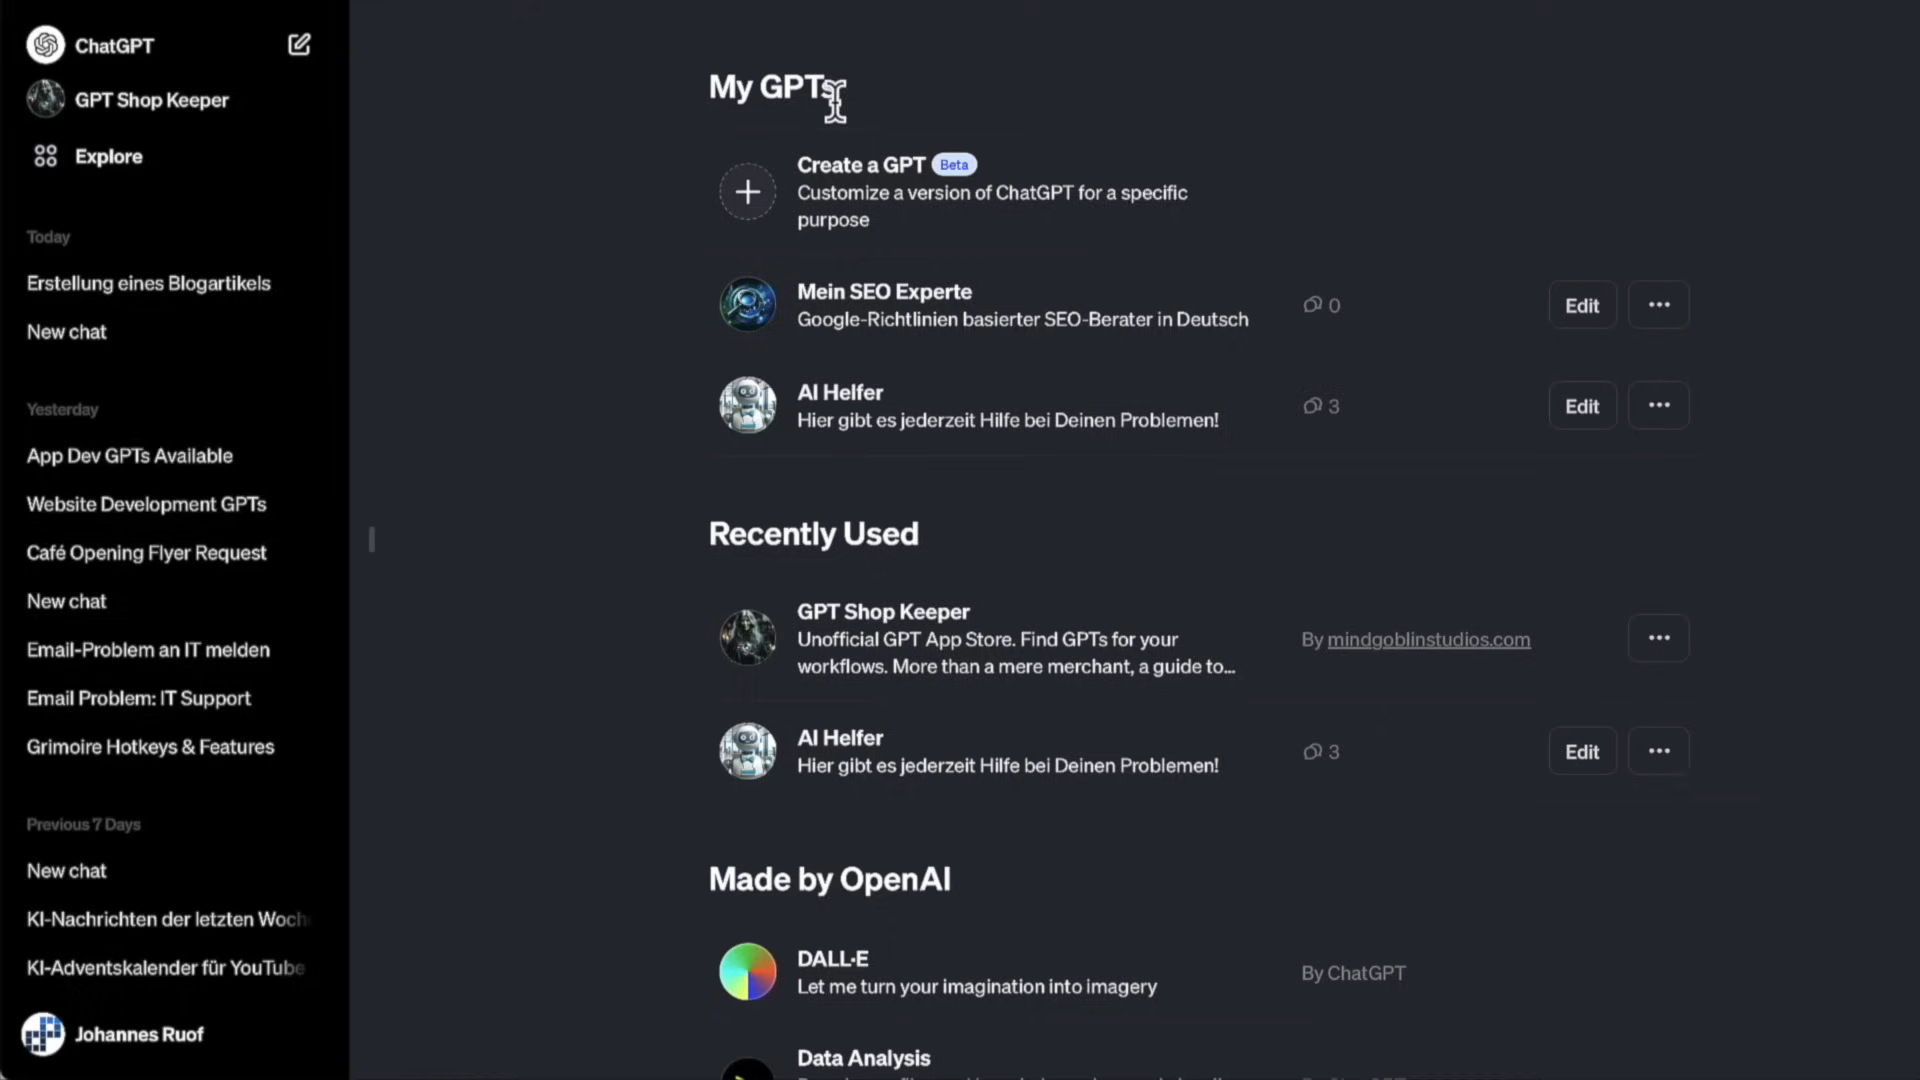 ChatGPT
GPT Shop Keeper
Explore
Today
Erstellung eines Blogartikels
New chat
Yesterday
App Dev GPTs Available
Website Development GPTs
Café Opening Flyer Request
New chat
Email-Problem an IT melden
Email Problem: IT Support
Grimoire Hotkeys & Features
Previous 7 Days
New chat
KI-Nachrichten der letzten Woch
KI-Adventskalender für YouTube
Johannes Ruof
My GPTs
Create a GPT Beta
Customize a version of ChatGPT for a specific
purpose
Mein SEO Experte
Google-Richtlinien basierter SEO-Berater in Deutsch
0
Edit
AI Helfer
Hier gibt es jederzeit Hilfe bei Deinen Problemen!
3
Edit
Recently Used
GPT Shop Keeper
Unofficial GPT App Store. Find GPTs for your
workflows. More than a mere merchant, a guide to...
By mindgoblinstudios.com
AI Helfer
Hier gibt es jederzeit Hilfe bei Deinen Problemen!
3
Edit
Made by OpenAI
DALL·E
Let me turn your imagination into imagery
By ChatGPT
Data Analysis